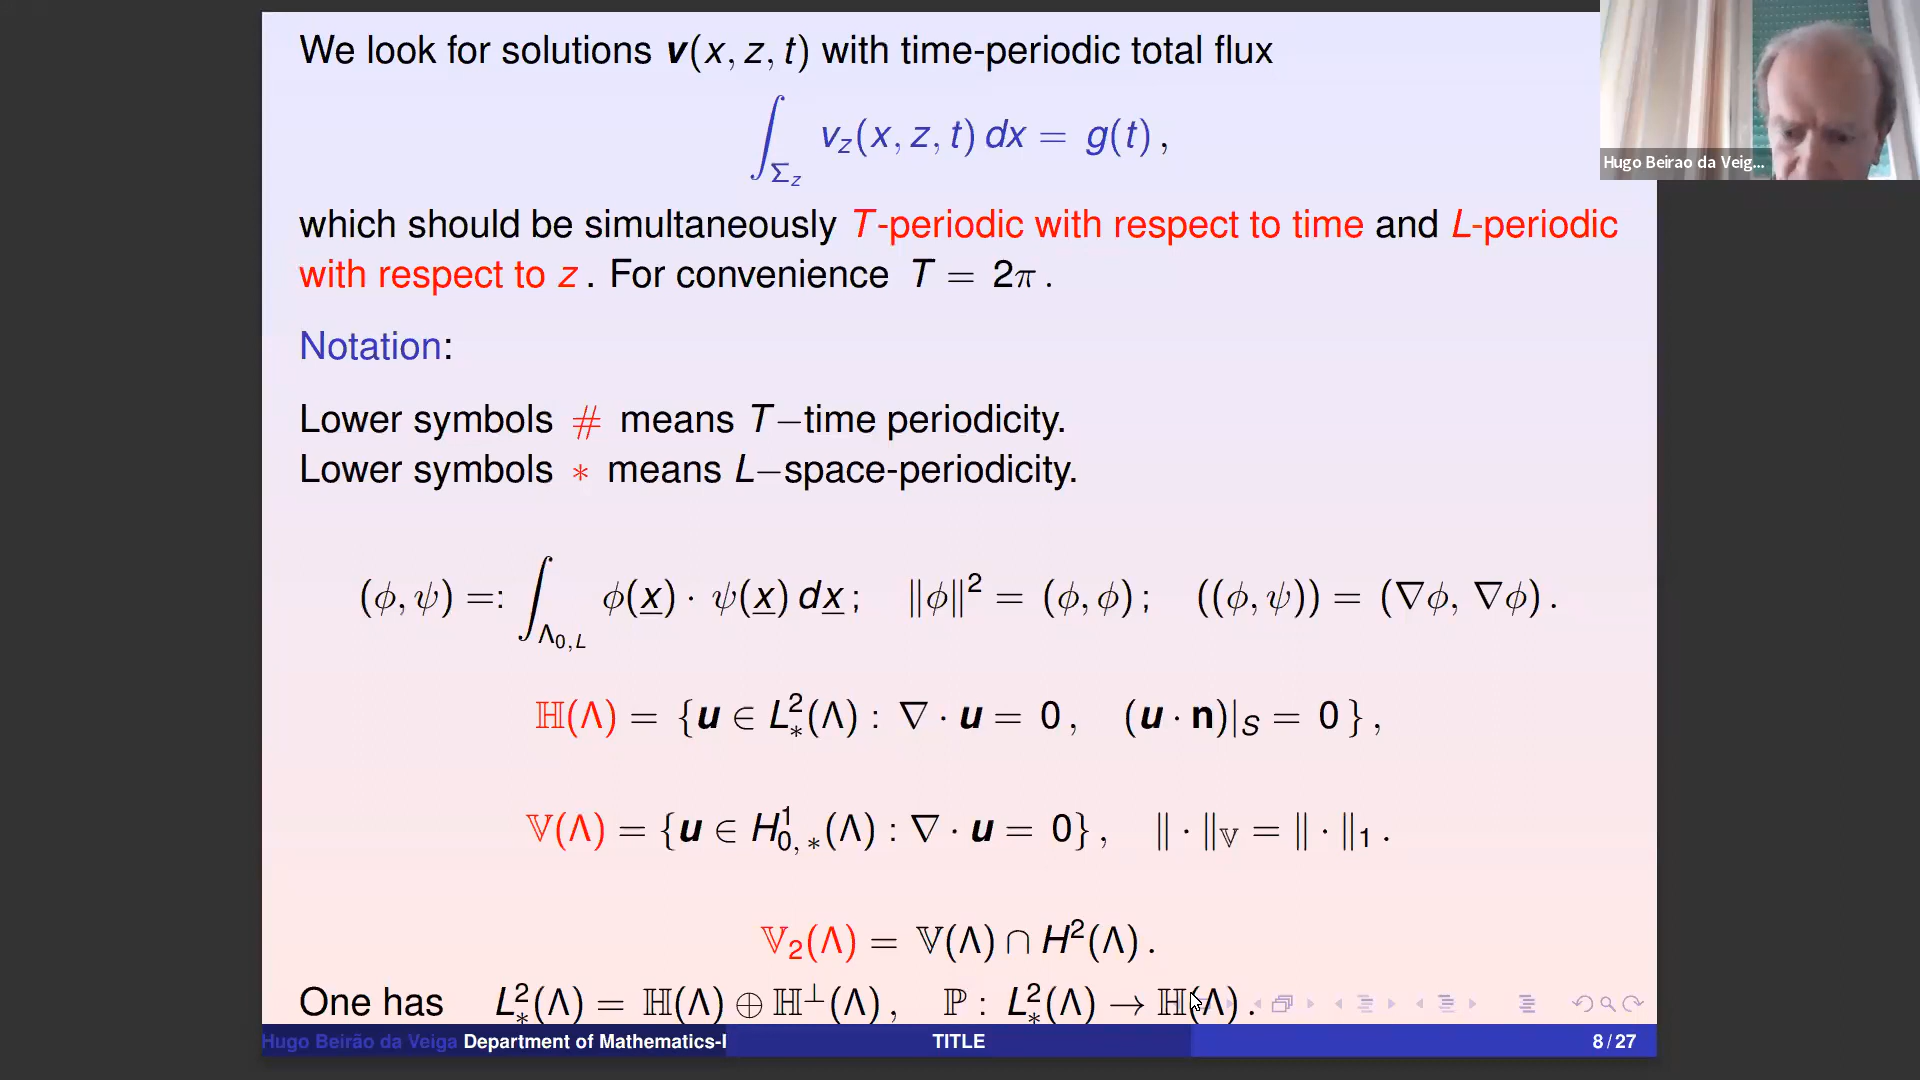 We look for solutions v(x, z, t) with time-periodic total flux
∫_{Σ_z} v_z(x, z, t) dx = g(t) ,
which should be simultaneously T-periodic with respect to time and L-periodic
with respect to z . For convenience T = 2π .
Notation:
Lower symbols # means T−time periodicity.
Lower symbols * means L−space-periodicity.
(ϕ, ψ) =: ∫_{Λ_{0,L}} ϕ(x) · ψ(x) dx ; ‖ϕ‖² = (ϕ, ϕ) ; ((ϕ, ψ)) = (∇ϕ, ∇ψ) .
ℍ(Λ) = {u ∈ L²_*(Λ) : ∇ · u = 0 , (u · n)|_S = 0 } ,
𝕍(Λ) = {u ∈ H¹_{0,*}(Λ) : ∇ · u = 0} , ‖ · ‖_𝕍 = ‖ · ‖₁ .
𝕍₂(Λ) = 𝕍(Λ) ∩ H²(Λ) .
One has L²_*(Λ) = ℍ(Λ) ⊕ ℍ^⊥(Λ) , ℙ : L²_*(Λ) → ℍ(Λ) .
Hugo Beirão da Veiga Department of Mathematics-I TITLE 8 / 27
Hugo Beirao da Veig...